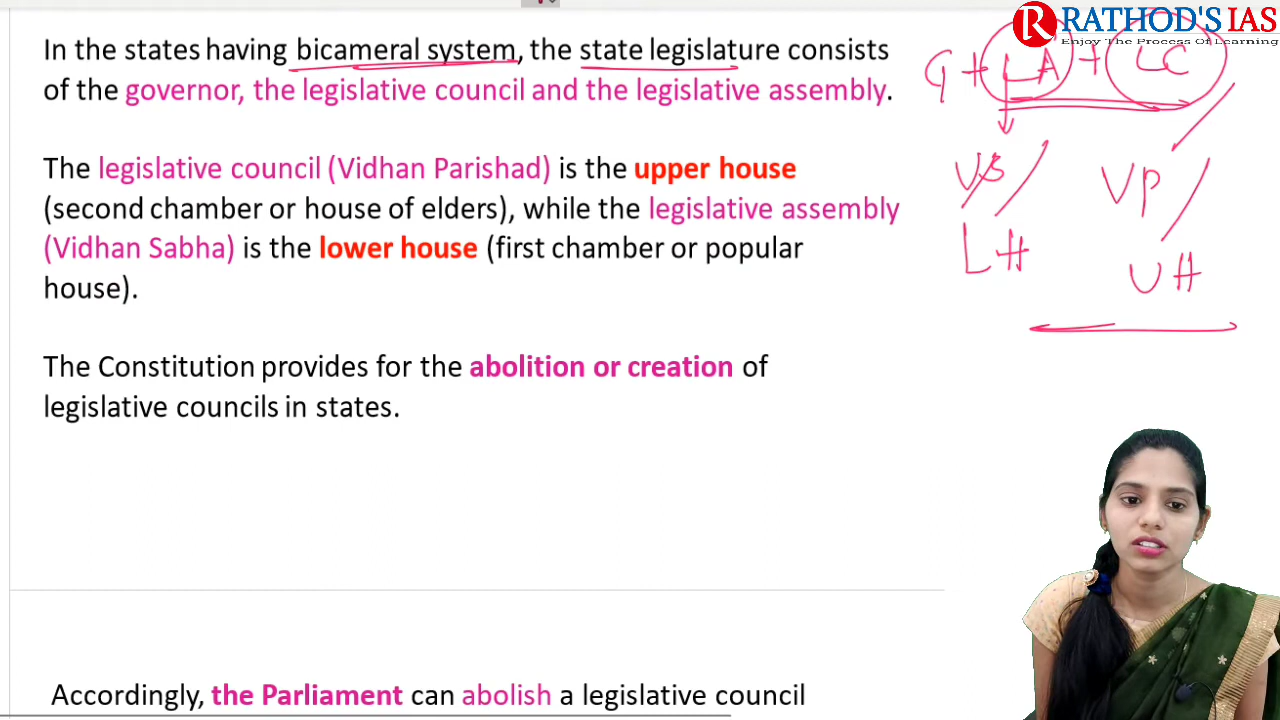 RATHOD'S IAS
Enjoy The Process Of Learning
In the states having bicameral system, the state legislature consists
of the governor, the legislative council and the legislative assembly.
The legislative council (Vidhan Parishad) is the upper house
(second chamber or house of elders), while the legislative assembly
(Vidhan Sabha) is the lower house (first chamber or popular
house).
The Constitution provides for the abolition or creation of
legislative councils in states.
Accordingly, the Parliament can abolish a legislative council
G + LA + LC
VS VP
LH UH